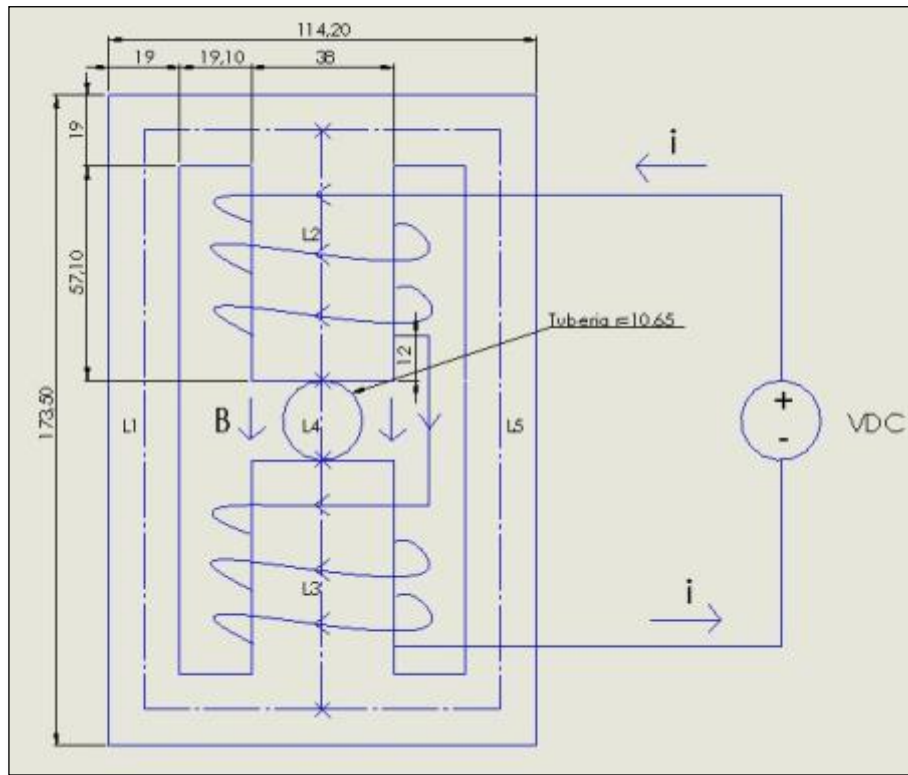 114,20
19 19,10 38
19
i
57,10
L2
Tuberia r=10.65
12
173.50
L1
B
L4
L5
+
-
VDC
L3
i